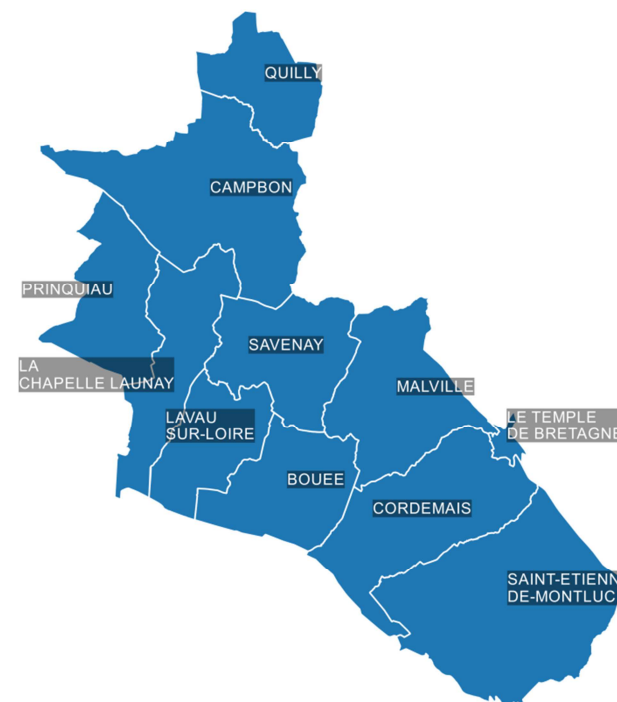 QUILLY
CAMPBON
PRINQUIAU
SAVENAY
LA
CHAPELLE LAUNAY
MALVILLE
LAVAU
SUR-LOIRE
LE TEMPLE
DE BRETAGNE
BOUEE
CORDEMAIS
SAINT-ETIENN
DE-MONTLUC